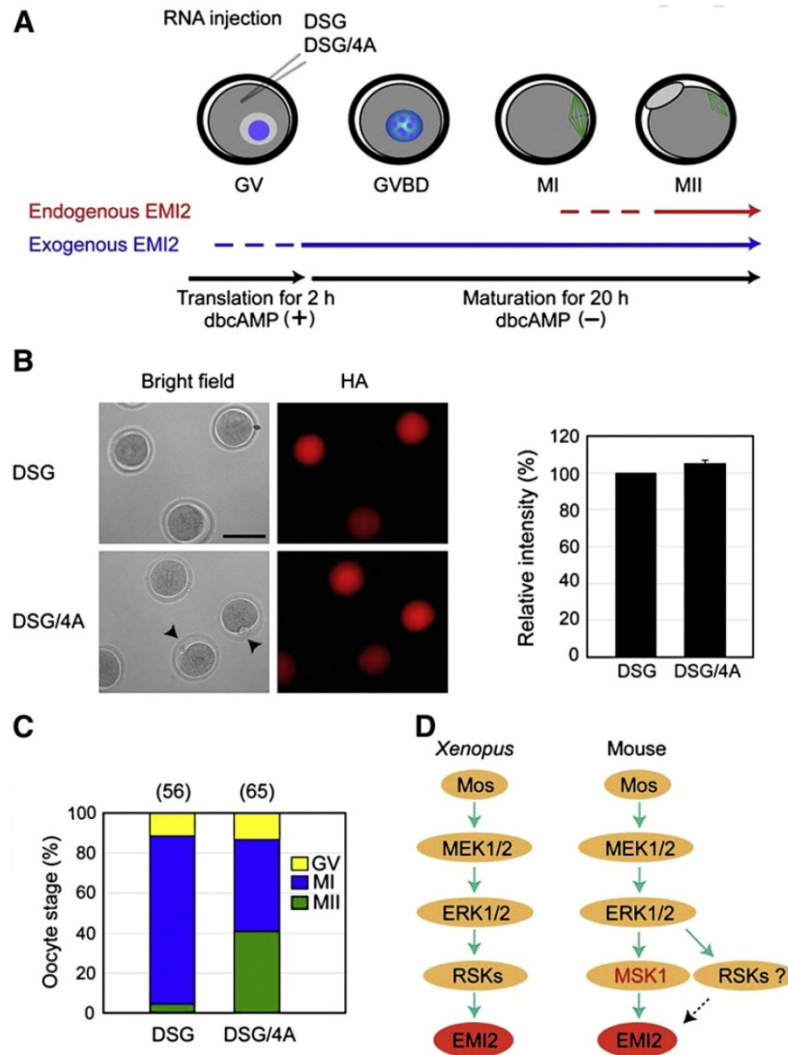 A
RNA injection
DSG
DSG/4A
GV
GVBD
MI
MII
Endogenous EMI2
Exogenous EMI2
Translation for 2 h
dbcAMP (+)
Maturation for 20 h
dbcAMP (−)
B
Bright field
HA
DSG
DSG/4A
Relative intensity (%)
120
100
80
60
40
20
0
DSG
DSG/4A
C
(56)
(65)
Oocyte stage (%)
100
80
60
40
20
0
GV
MI
MII
DSG
DSG/4A
D
Xenopus
Mos
MEK1/2
ERK1/2
RSKs
EMI2
Mouse
Mos
MEK1/2
ERK1/2
MSK1
RSKs ?
EMI2